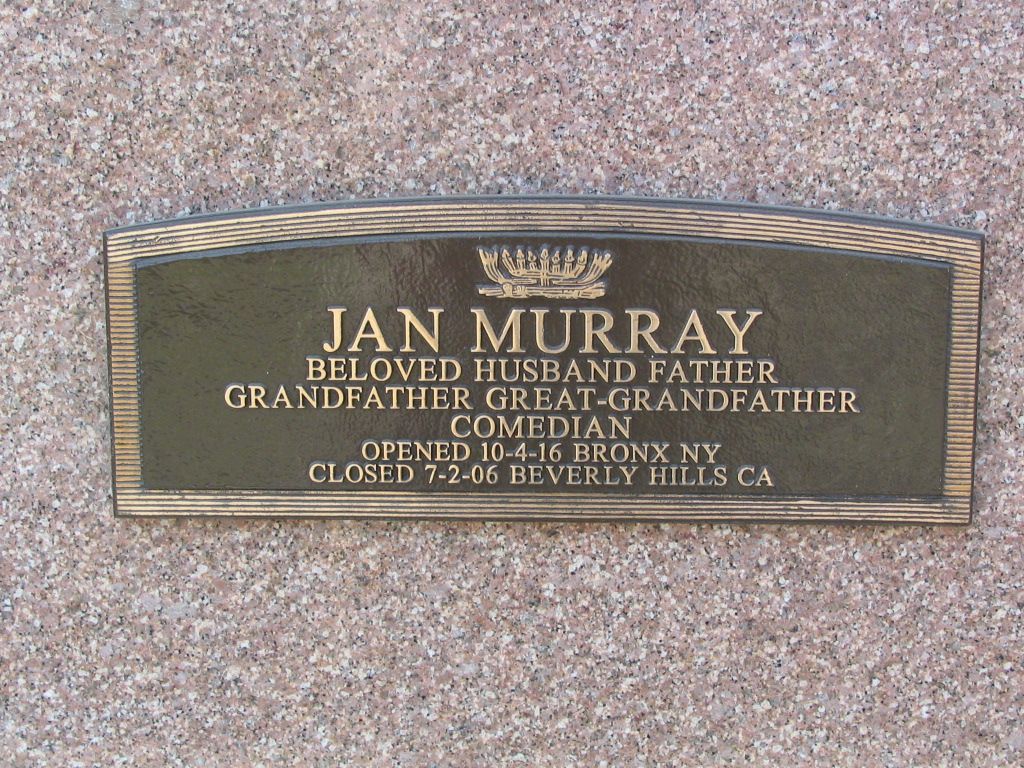 JAN MURRAY
BELOVED HUSBAND FATHER
GRANDFATHER GREAT-GRANDFATHER
COMEDIAN
OPENED 10-4-16 BRONX NY
CLOSED 7-2-06 BEVERLY HILLS CA